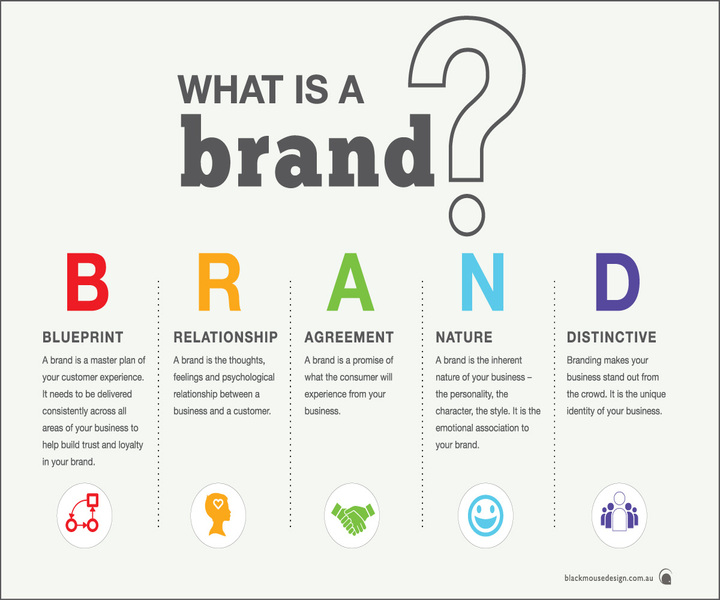 WHAT IS A
brand?
B R A N D
BLUEPRINT
A brand is a master plan of
your customer experience.
It needs to be delivered
consistently across all
areas of your business to
help build trust and loyalty
in your brand.
RELATIONSHIP
A brand is the thoughts,
feelings and psychological
relationship between a
business and a customer.
AGREEMENT
A brand is a promise of
what the consumer will
experience from your
business.
NATURE
A brand is the inherent
nature of your business –
the personality, the
character, the style. It is the
emotional association to
your brand.
DISTINCTIVE
Branding makes your
business stand out from
the crowd. It is the unique
identity of your business.
blackmousedesign.com.au